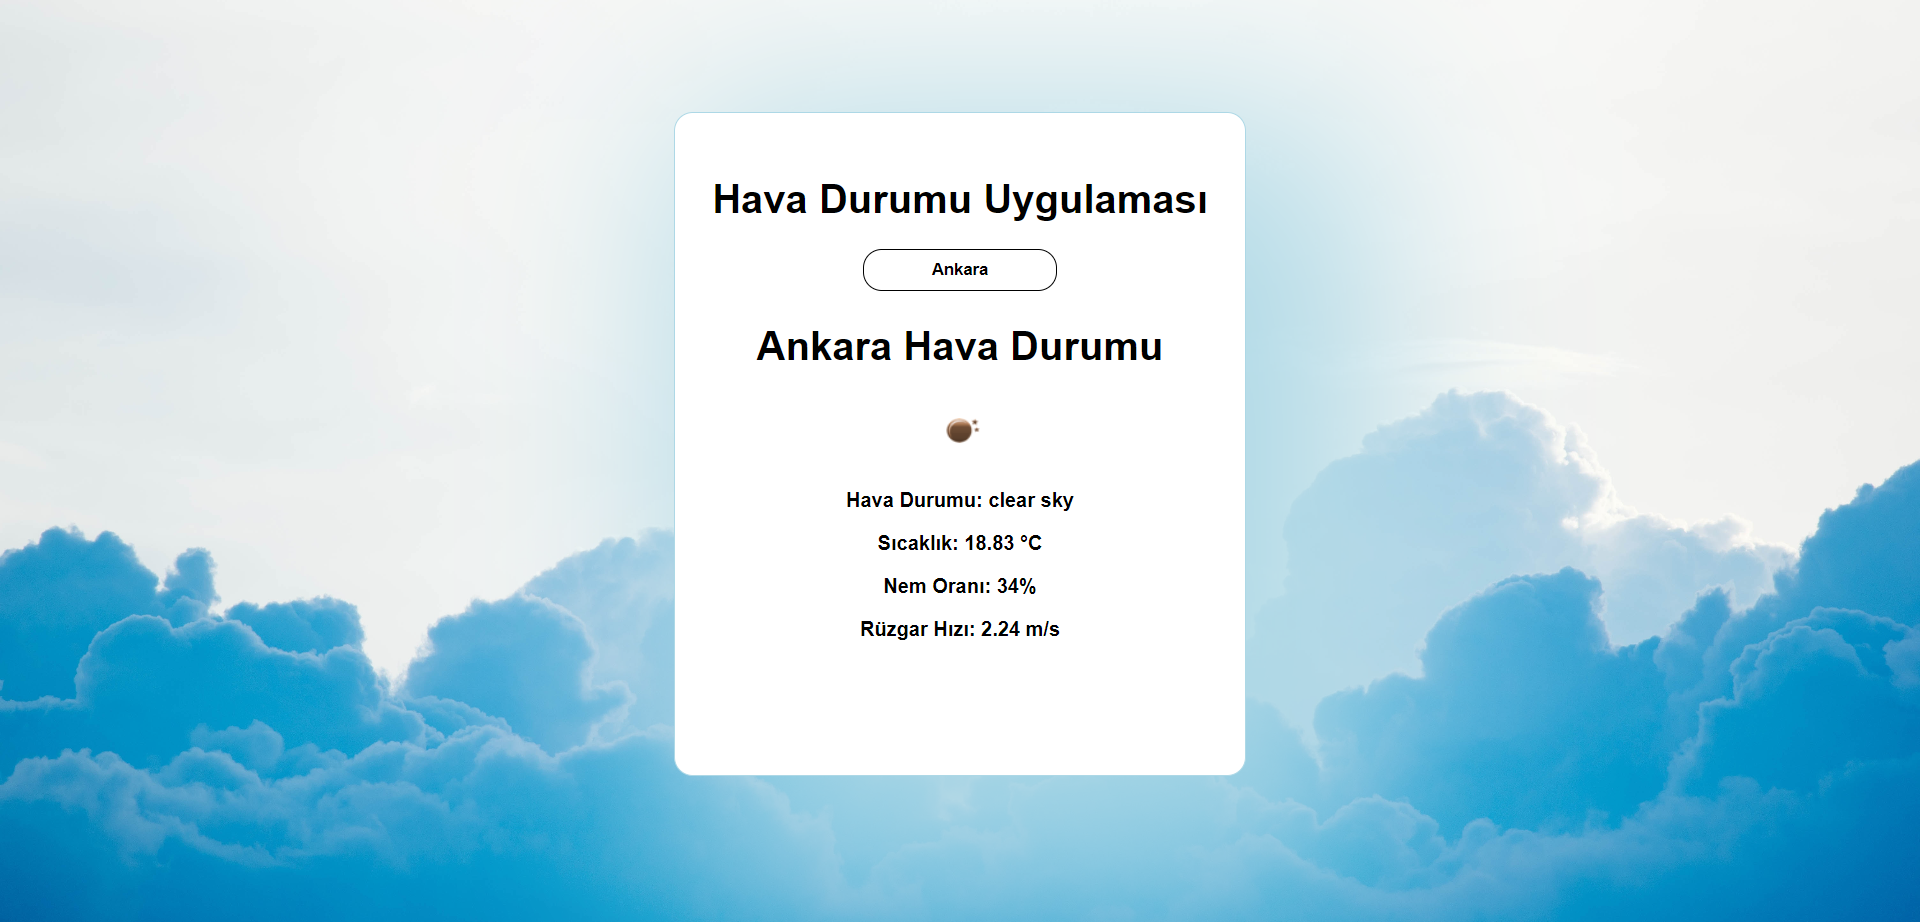 Hava Durumu Uygulaması
Ankara
Ankara Hava Durumu
Hava Durumu: clear sky
Sıcaklık: 18.83 °C
Nem Oranı: 34%
Rüzgar Hızı: 2.24 m/s